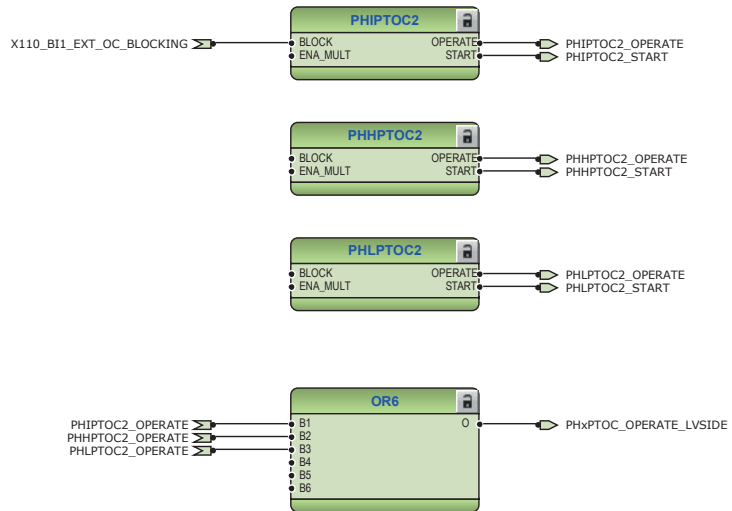 PHIPTOC2
X110_BI1_EXT_OC_BLOCKING
BLOCK OPERATE
ENA_MULT START
PHIPTOC2_OPERATE
PHIPTOC2_START
PHHPTOC2
BLOCK OPERATE
ENA_MULT START
PHHPTOC2_OPERATE
PHHPTOC2_START
PHLPTOC2
BLOCK OPERATE
ENA_MULT START
PHLPTOC2_OPERATE
PHLPTOC2_START
OR6
PHIPTOC2_OPERATE
PHHPTOC2_OPERATE
PHLPTOC2_OPERATE
B1 O
B2
B3
B4
B5
B6
PHxPTOC_OPERATE_LVSIDE